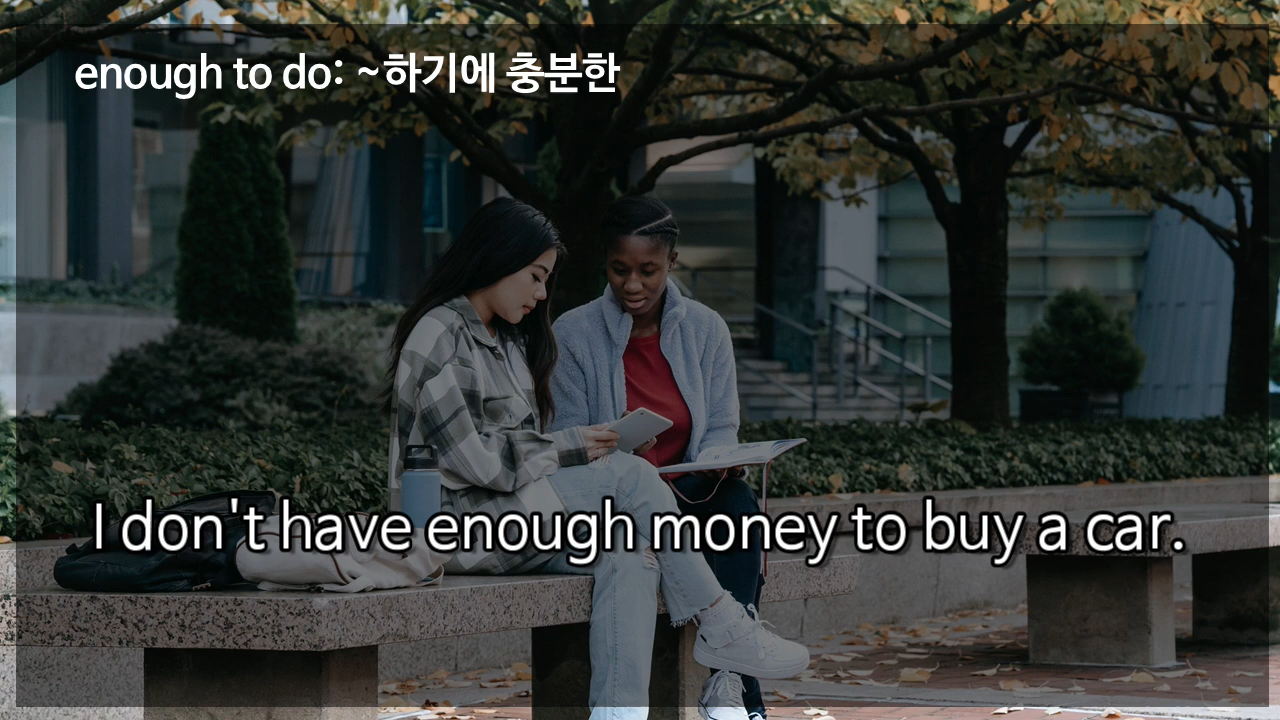 enough to do: ~하기에 충분한
I don't have enough money to buy a car.